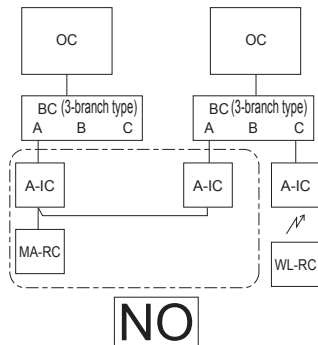 OC OC
BC (3-branch type) BC (3-branch type)
A B C A B C
A-IC A-IC A-IC
MA-RC WL-RC
NO